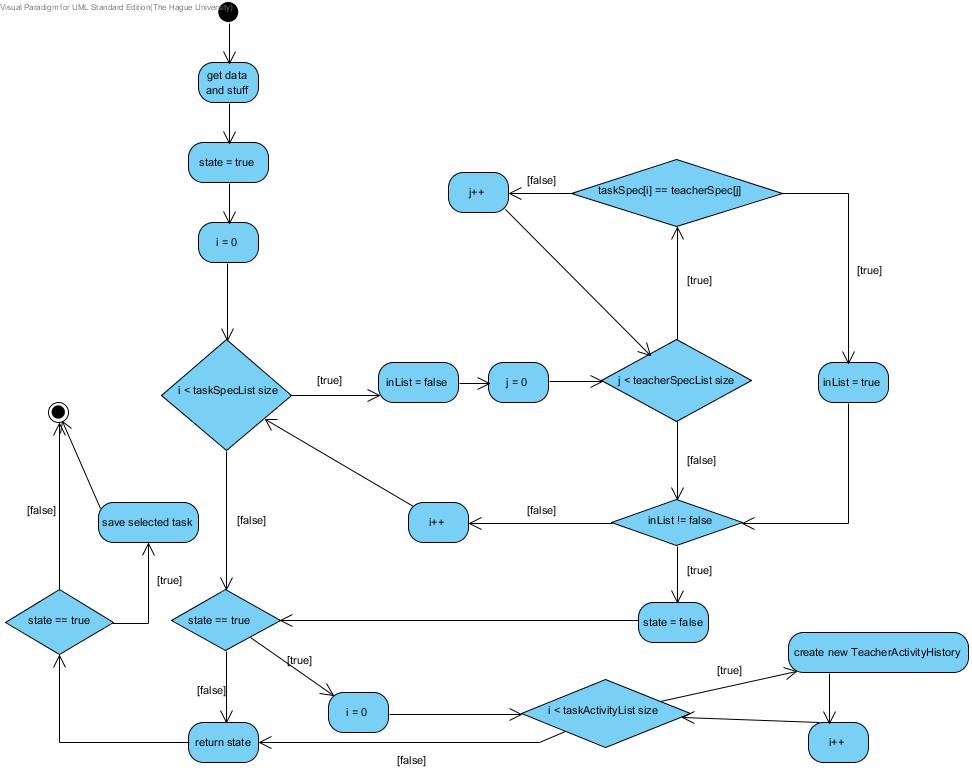 Visual Paradigm for UML Standard Edition(The Hague University)
get data
and stuff
state = true
i = 0
j++
[false]
taskSpec[i] == teacherSpec[j]
[true]
[true]
i < taskSpecList size
[true]
inList = false
j = 0
j < teacherSpecList size
inList = true
[false]
[false]
save selected task
[false]
i++
[false]
inList != false
[true]
[true]
state == true
state == true
state = false
[true]
[false]
i = 0
i < taskActivityList size
[true]
create new TeacherActivityHistory
return state
[false]
i++